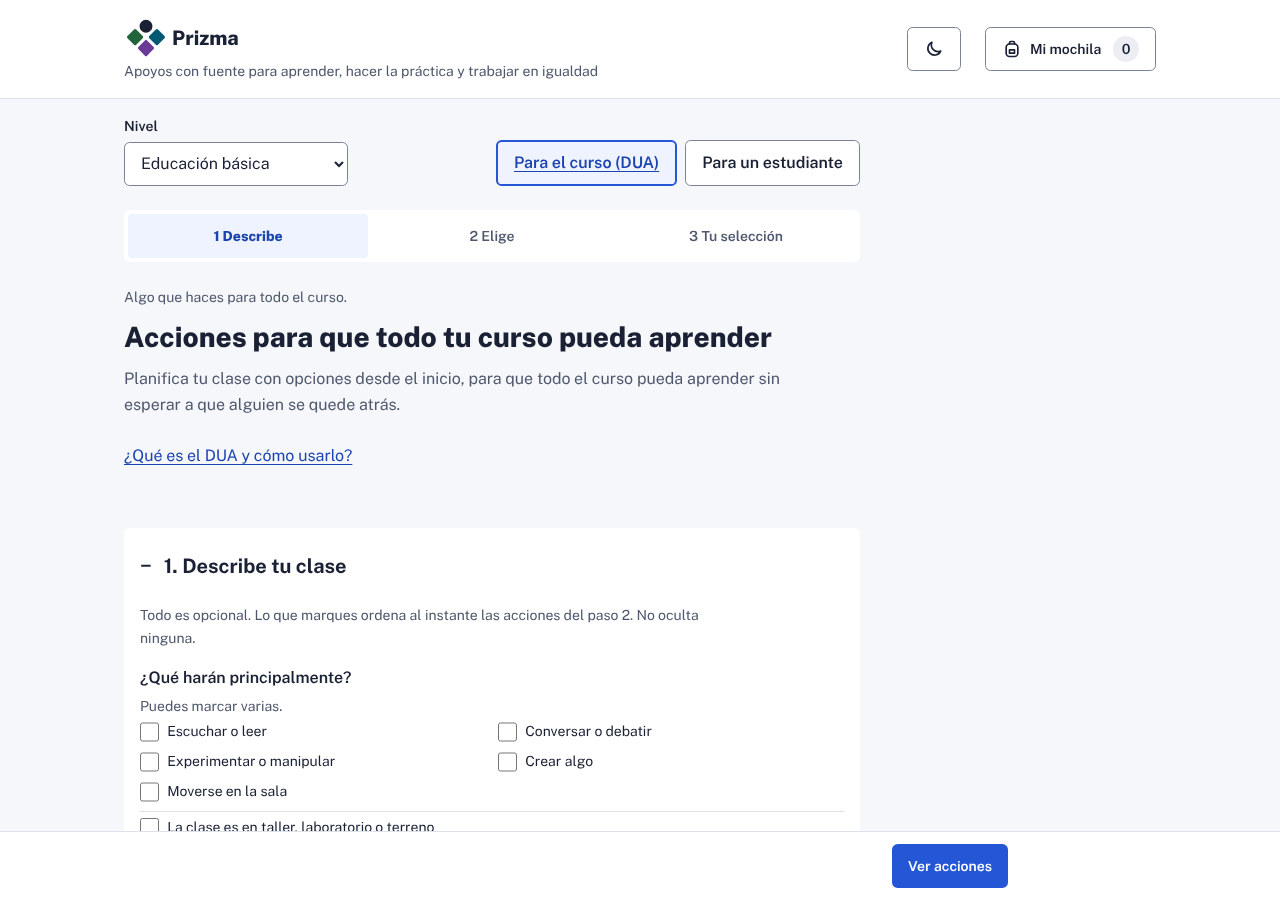 Prizma
Apoyos con fuente para aprender, hacer la práctica y trabajar en igualdad
Mi mochila 0
Nivel
Educación básica
Para el curso (DUA)
Para un estudiante
1 Describe
2 Elige
3 Tu selección
Algo que haces para todo el curso.
Acciones para que todo tu curso pueda aprender
Planifica tu clase con opciones desde el inicio, para que todo el curso pueda aprender sin
esperar a que alguien se quede atrás.
¿Qué es el DUA y cómo usarlo?
− 1. Describe tu clase
Todo es opcional. Lo que marques ordena al instante las acciones del paso 2. No oculta
ninguna.
¿Qué harán principalmente?
Puedes marcar varias.
Escuchar o leer
Conversar o debatir
Experimentar o manipular
Crear algo
Moverse en la sala
La clase es en taller, laboratorio o terreno
Ver acciones